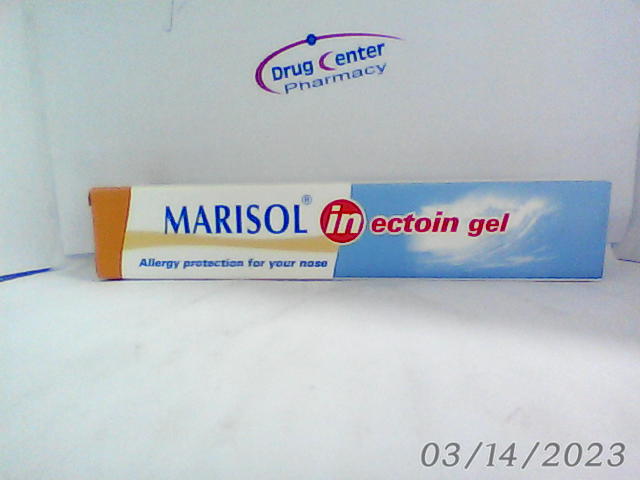 Drug Center
Pharmacy
MARISOL® in ectoin gel
Allergy protection for your nose
03/14/2023